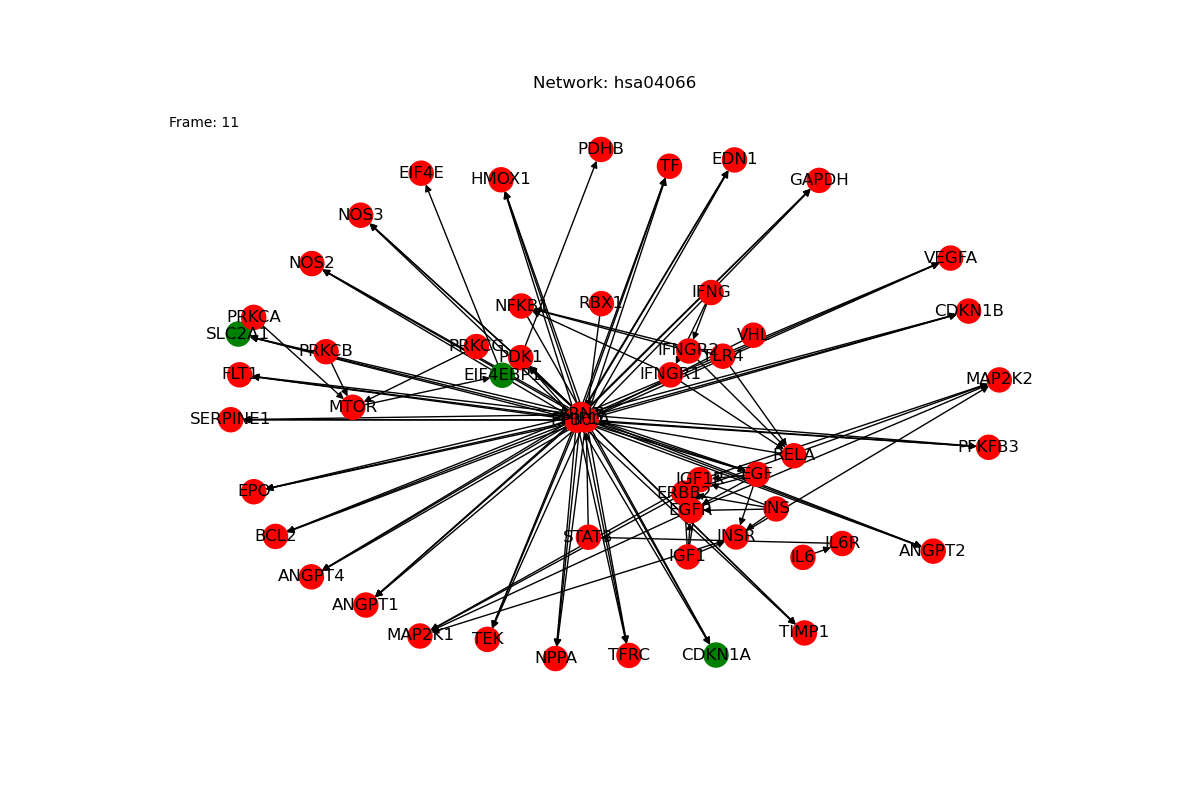 Network: hsa04066
Frame: 11
PDHB
EDN1
TF
EIF4E
HMOX1
GAPDH
NOS3
VEGFA
NOS2
IFNG
RBX1
NFKB1
CDKN1B
PRKCA
SLC2A1
VHL
PRKCG
PRKCB
IFNGR2
TLR4
PDK1
FLT1
EIF4EBP1
IFNGR1
MAP2K2
MTOR
SERPINE1
PFKFB3
RELA
EGF
IGF1R
EPO
ERBB2
EGFR
INS
BCL2
STAT3
INSR
IL6R
ANGPT2
IGF1
IL6
ANGPT4
ANGPT1
MAP2K1
TEK
TIMP1
NPPA
TFRC
CDKN1A